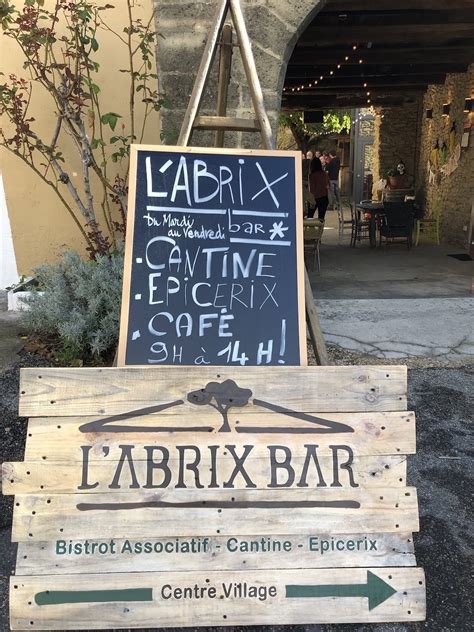 L'ABRIX
Du Mardi
au Vendredi bar*
• CANTINE
• EPICERIX
• CAFÉ
9H à 14H!
L'ABRIX BAR
Bistrot Associatif - Cantine - Epicerix
Centre Village